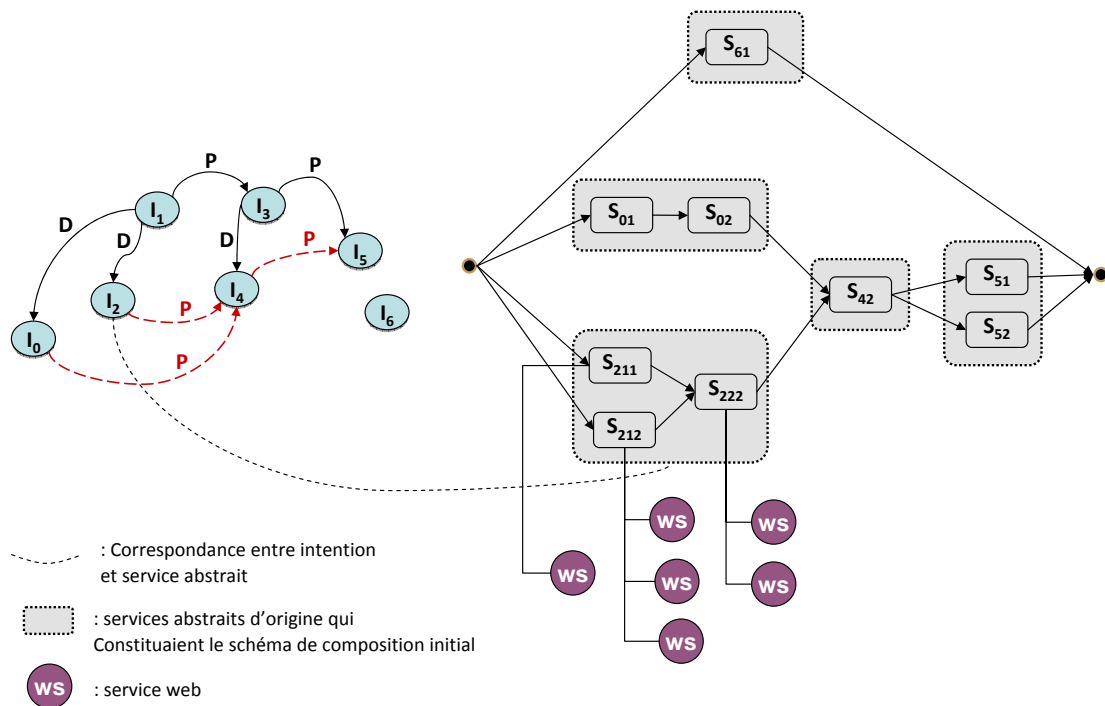 S61
P
P
I1
I3
S01
S02
D
D
D
P
I5
I2
I4
S42
S51
I6
S52
P
I0
P
S211
S222
S212
ws
ws
: Correspondance entre intention
et service abstrait
ws
ws
ws
: services abstraits d'origine qui
Constituaient le schéma de composition initial
ws
ws
: service web